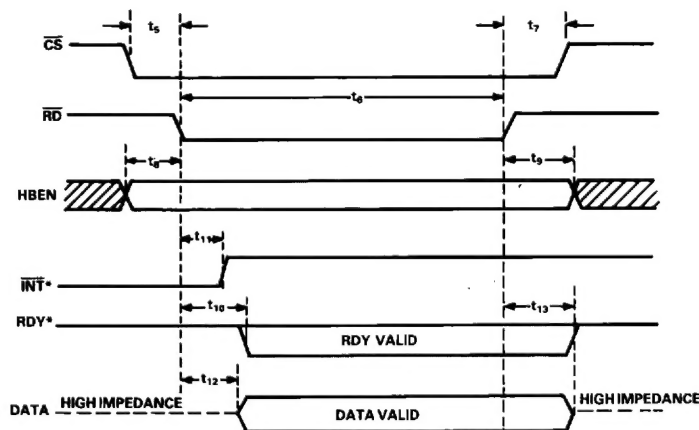 t5
t7
CS
t6
RD
t8
t9
HBEN
t11
INT*
t10
t13
RDY*
RDY VALID
t12
HIGH IMPEDANCE
HIGH IMPEDANCE
DATA
DATA VALID